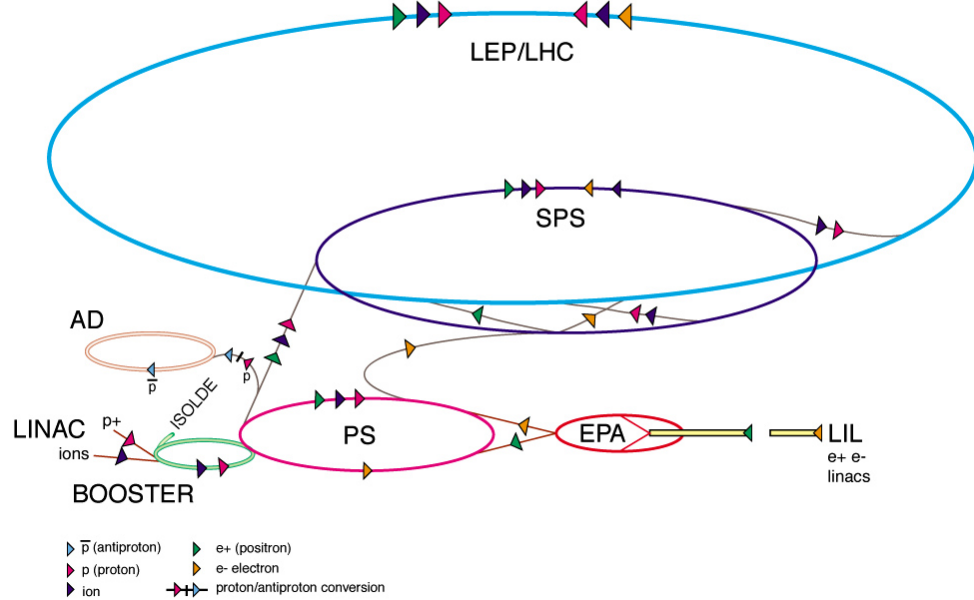 LEP/LHC
SPS
AD
p̅
p
ISOLDE
LINAC
p+
ions
BOOSTER
PS
EPA
LIL
e+ e-
linacs
p̅ (antiproton)
e+ (positron)
p (proton)
e- electron
ion
proton/antiproton conversion